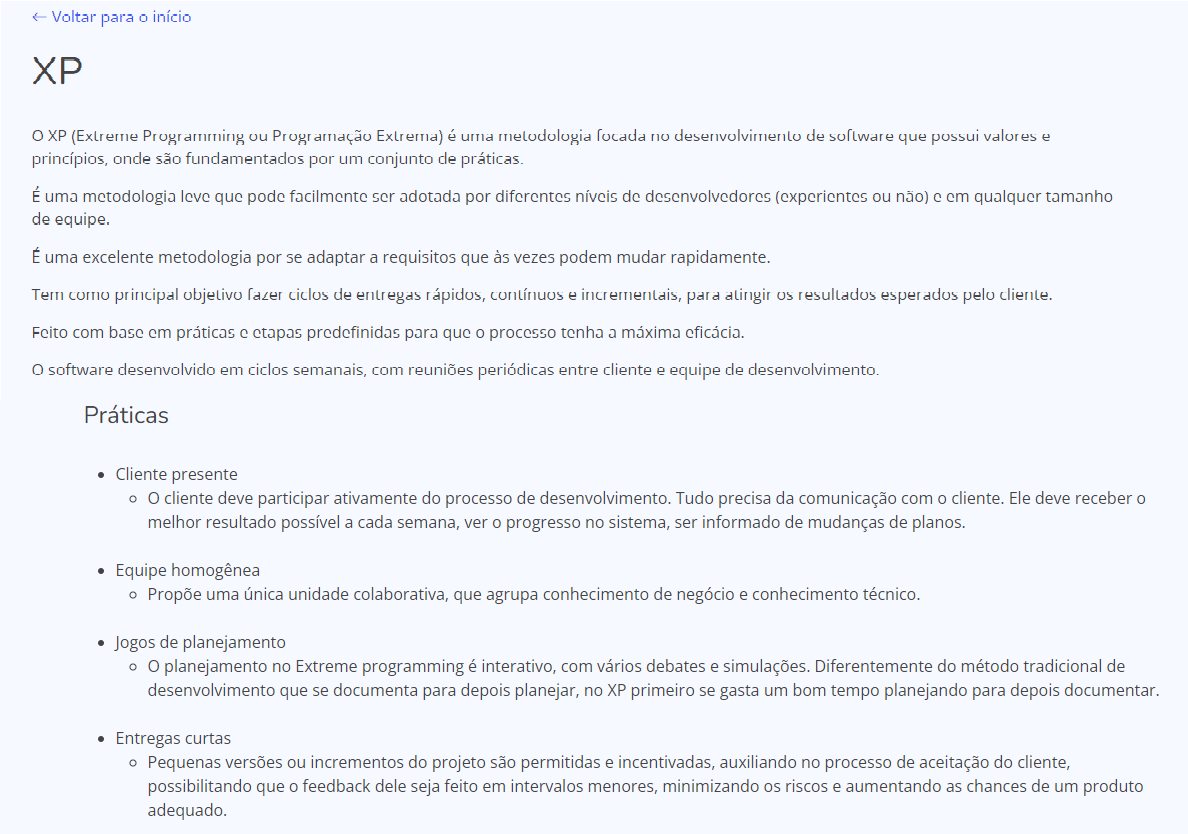 ← Voltar para o início
XP
O XP (Extreme Programming ou Programação Extrema) é uma metodologia focada no desenvolvimento de software que possui valores e
princípios, onde são fundamentados por um conjunto de práticas.
É uma metodologia leve que pode facilmente ser adotada por diferentes níveis de desenvolvedores (experientes ou não) e em qualquer tamanho
de equipe.
É uma excelente metodologia por se adaptar a requisitos que às vezes podem mudar rapidamente.
Tem como principal objetivo fazer ciclos de entregas rápidos, contínuos e incrementais, para atingir os resultados esperados pelo cliente.
Feito com base em práticas e etapas predefinidas para que o processo tenha a máxima eficácia.
O software desenvolvido em ciclos semanais, com reuniões periódicas entre cliente e equipe de desenvolvimento.
Práticas
• Cliente presente
◦ O cliente deve participar ativamente do processo de desenvolvimento. Tudo precisa da comunicação com o cliente. Ele deve receber o
melhor resultado possível a cada semana, ver o progresso no sistema, ser informado de mudanças de planos.
• Equipe homogênea
◦ Propõe uma única unidade colaborativa, que agrupa conhecimento de negócio e conhecimento técnico.
• Jogos de planejamento
◦ O planejamento no Extreme programming é interativo, com vários debates e simulações. Diferentemente do método tradicional de
desenvolvimento que se documenta para depois planejar, no XP primeiro se gasta um bom tempo planejando para depois documentar.
• Entregas curtas
◦ Pequenas versões ou incrementos do projeto são permitidas e incentivadas, auxiliando no processo de aceitação do cliente,
possibilitando que o feedback dele seja feito em intervalos menores, minimizando os riscos e aumentando as chances de um produto
adequado.